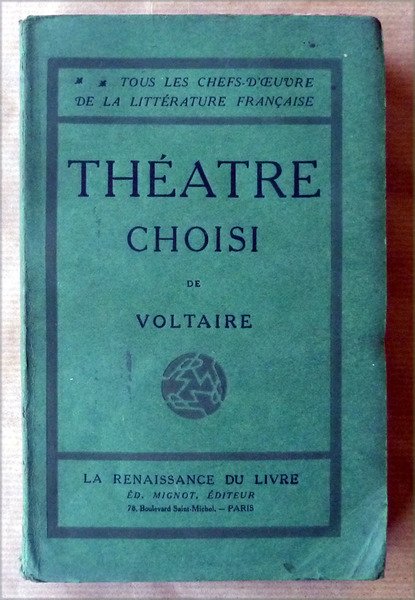 * * TOUS LES CHEFS-D'ŒUVRE
DE LA LITTÉRATURE FRANÇAISE
THÉATRE
CHOISI
DE
VOLTAIRE
LA RENAISSANCE DU LIVRE
ÉD. MIGNOT, ÉDITEUR
78, Boulevard Saint-Michel. — PARIS